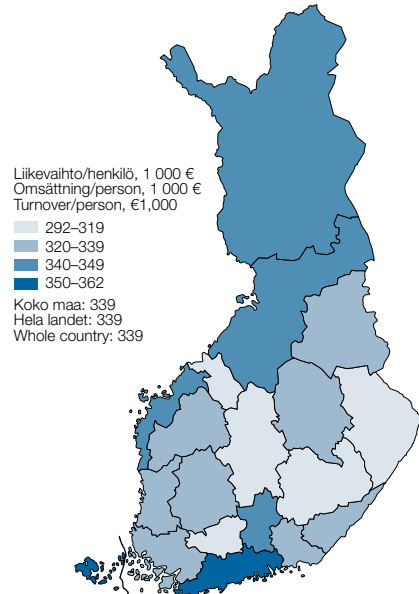 Liikevaihto/henkilö, 1 000 €
Omsättning/person, 1 000 €
Turnover/person, €1,000
292–319
320–339
340–349
350–362
Koko maa: 339
Hela landet: 339
Whole country: 339